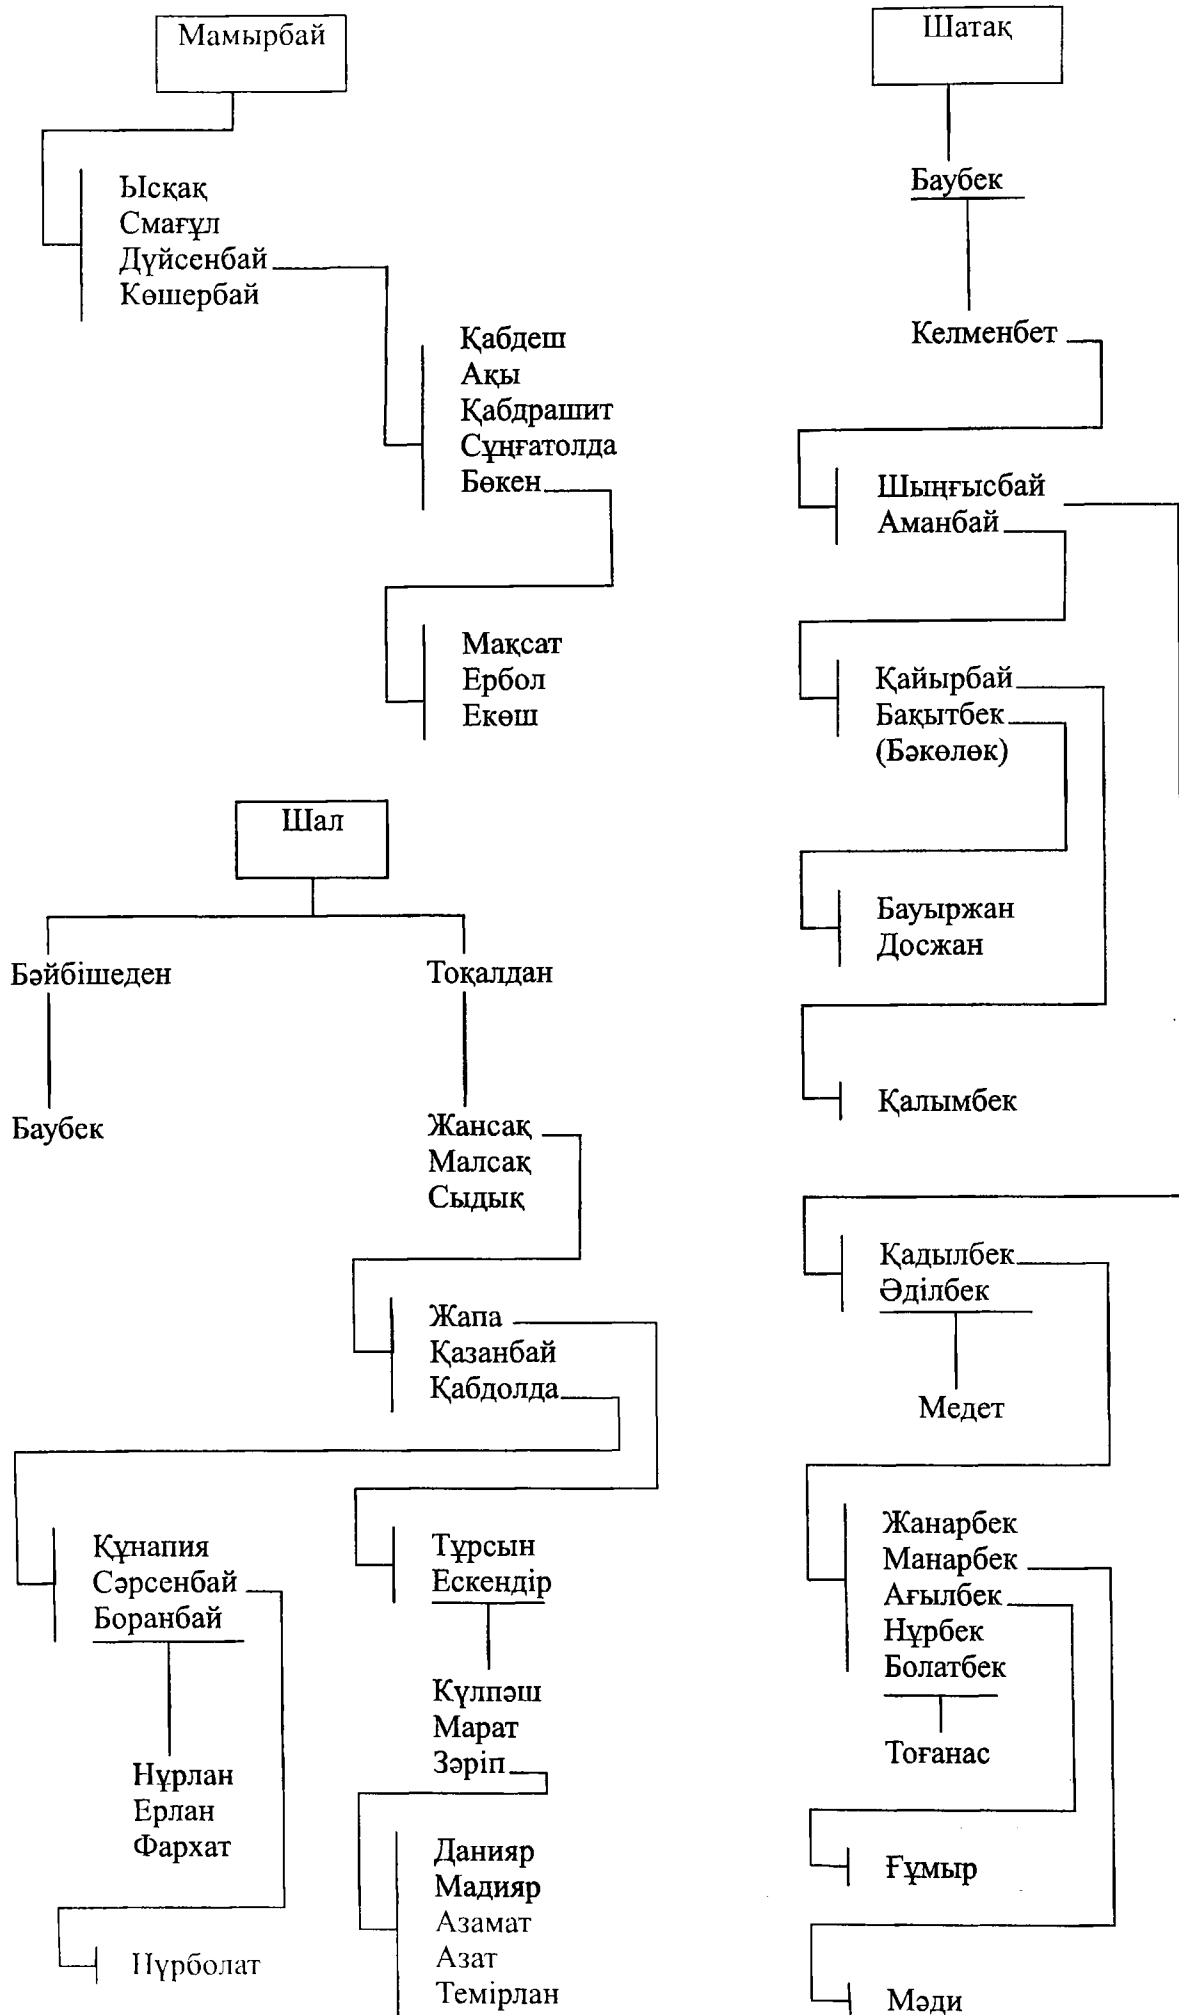 Мамырбай
Ысқақ
Смағұл
Дүйсенбай
Көшербай
Қабдеш
Ақы
Қабдрашит
Сұңғатолда
Бөкен
Мақсат
Ербол
Екөш
Шал
Бәйбішеден
Тоқалдан
Баубек
Жансақ
Малсақ
Сыдық
Жапа
Қазанбай
Қабдолда
Құнапия
Сәрсенбай
Боранбай
Тұрсын
Ескендір
Күлпәш
Марат
Зәріп
Нұрлан
Ерлан
Фархат
Данияр
Мадияр
Азамат
Азат
Темірлан
Нұрболат
Шатақ
Баубек
Келменбет
Шыңғысбай
Аманбай
Қайырбай
Бақытбек
(Бәкөлөк)
Бауыржан
Досжан
Қалымбек
Қадылбек
Әділбек
Медет
Жанарбек
Манарбек
Ағылбек
Нұрбек
Болатбек
Тоғанас
Ғұмыр
Мәди